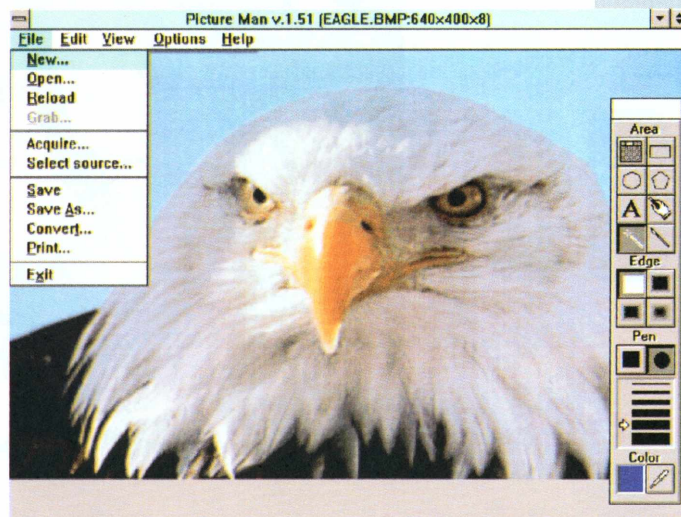 Picture Man v.1.51 (EAGLE.BMP:640×400×8)
File Edit View Options Help
New...
Open...
Reload
Grab...
Acquire...
Select source...
Save
Save As...
Convert...
Print...
Exit
Area
A
Edge
Pen
Color